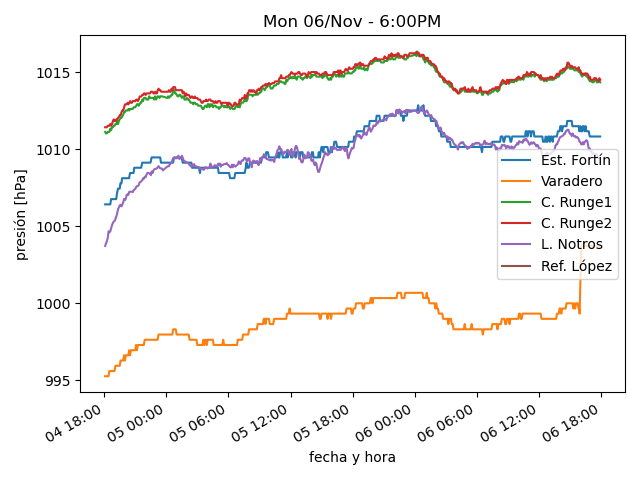 Mon 06/Nov - 6:00PM
1015
1010
1005
1000
995
presión [hPa]
Est. Fortín
Varadero
C. Runge1
C. Runge2
L. Notros
Ref. López
04 18:00
05 00:00
05 06:00
05 12:00
05 18:00
06 00:00
06 06:00
06 12:00
06 18:00
fecha y hora